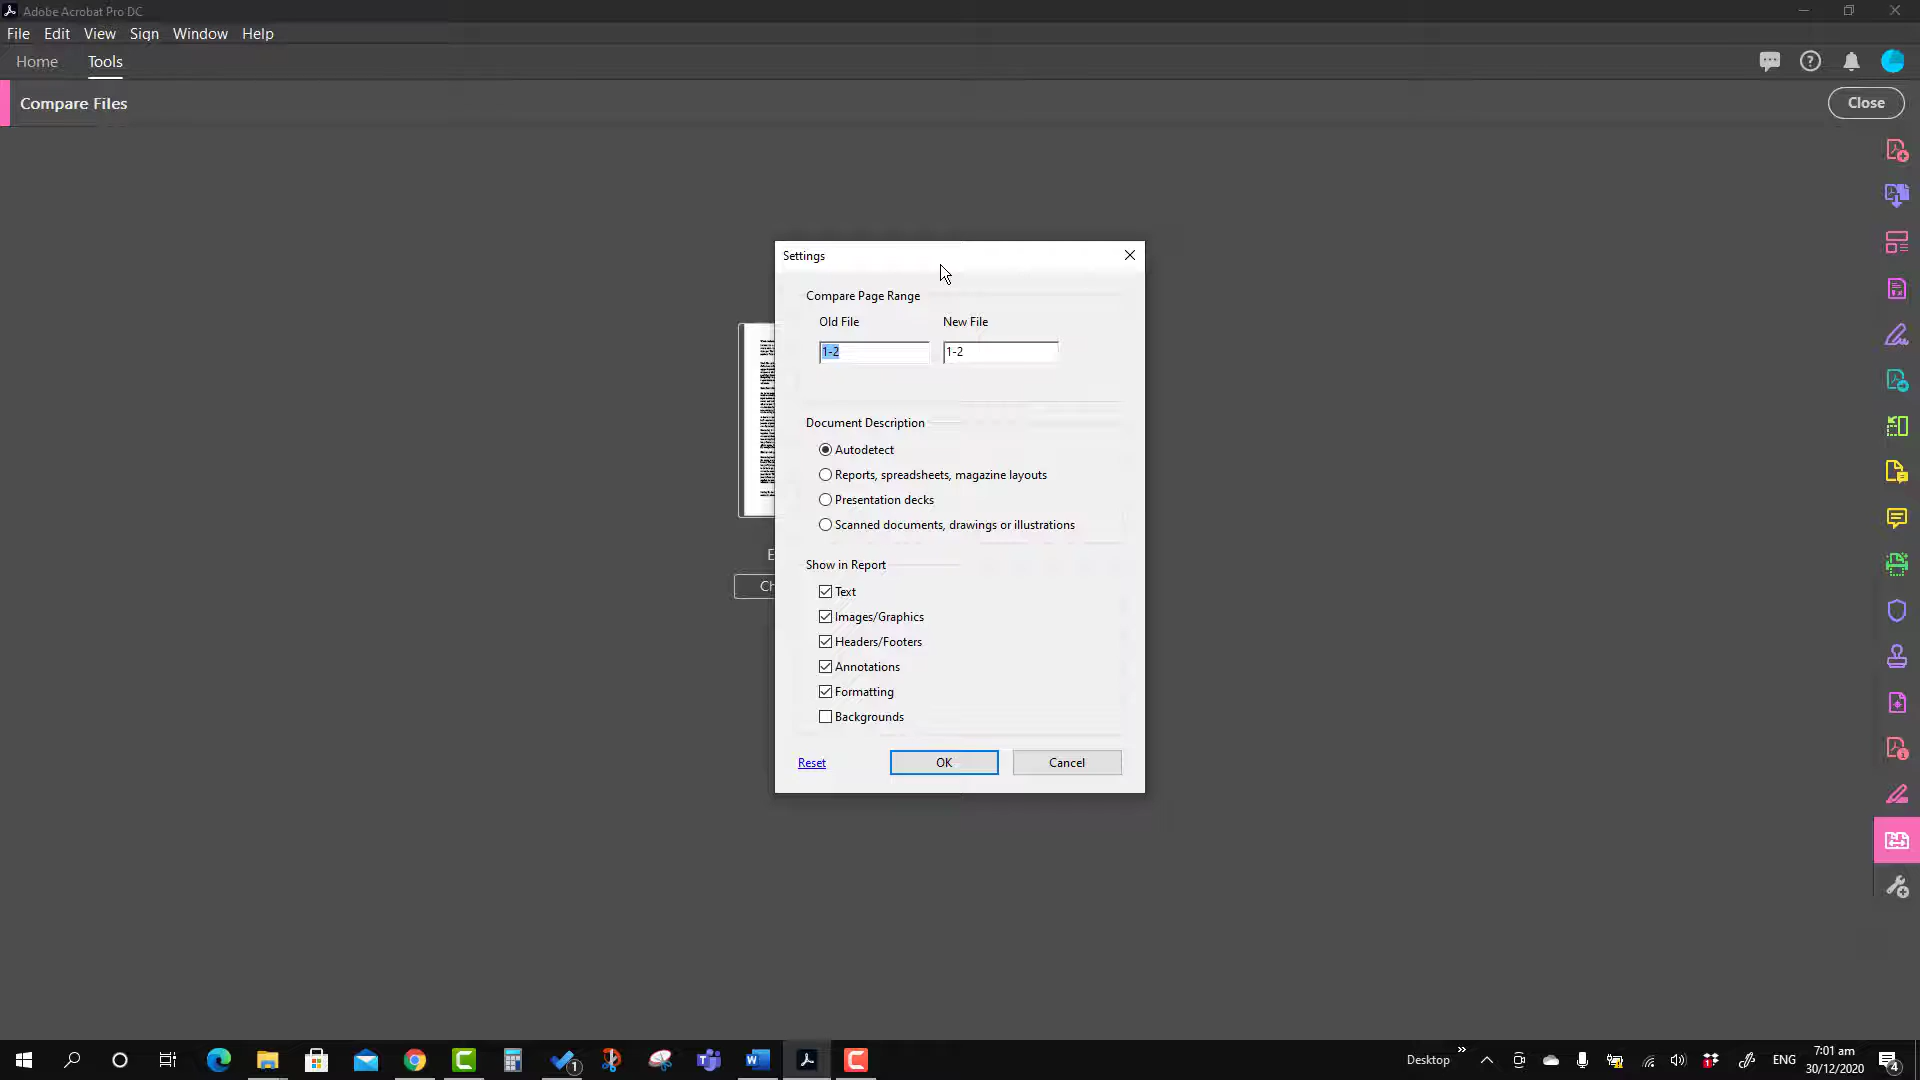 Adobe Acrobat Pro DC
File Edit View Sign Window Help
Home Tools
Compare Files
Close
Settings
Compare Page Range
Old File New File
1-2 1-2
Document Description
Autodetect
Reports, spreadsheets, magazine layouts
Presentation decks
Scanned documents, drawings or illustrations
Show in Report
Text
Images/Graphics
Headers/Footers
Annotations
Formatting
Backgrounds
Reset OK Cancel
E
Ch
1
Desktop
ENG
7:01 am
30/12/2020
4